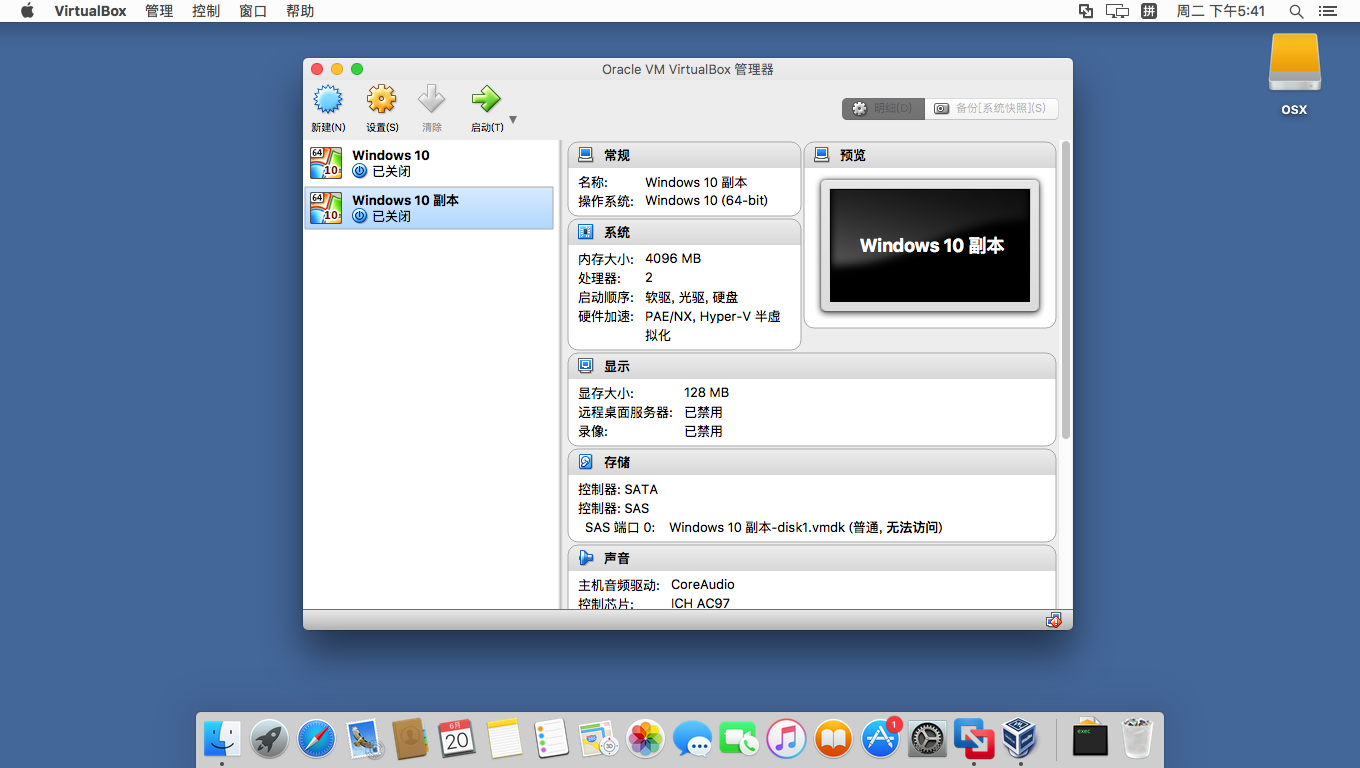 VirtualBox 管理 控制 窗口 帮助 拼 周二 下午5:41
OSX
Oracle VM VirtualBox 管理器
新建(N) 设置(S) 清除 启动(T) 明细(D) 备份[系统快照](S)
64 10
Windows 10
已关闭
64 10
Windows 10 副本
已关闭
常规
名称: Windows 10 副本
操作系统: Windows 10 (64-bit)
预览
Windows 10 副本
系统
内存大小: 4096 MB
处理器: 2
启动顺序: 软驱, 光驱, 硬盘
硬件加速: PAE/NX, Hyper-V 半虚
拟化
显示
显存大小: 128 MB
远程桌面服务器: 已禁用
录像: 已禁用
存储
控制器: SATA
控制器: SAS
SAS 端口 0: Windows 10 副本-disk1.vmdk (普通, 无法访问)
声音
主机音频驱动: CoreAudio
控制芯片: ICH AC97
6月
20
1
exec